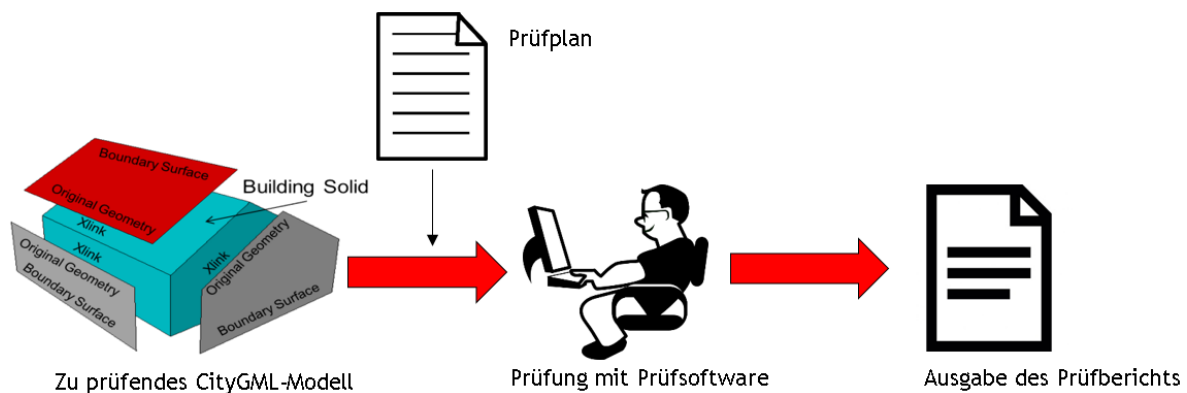 Prüfplan
Boundary Surface
Original Geometry
Building Solid
Xlink
Xlink
Xlink
Original Geometry
Boundary Surface
Original Geometry
Boundary Surface
Zu prüfendes CityGML-Modell
Prüfung mit Prüfsoftware
Ausgabe des Prüfberichts